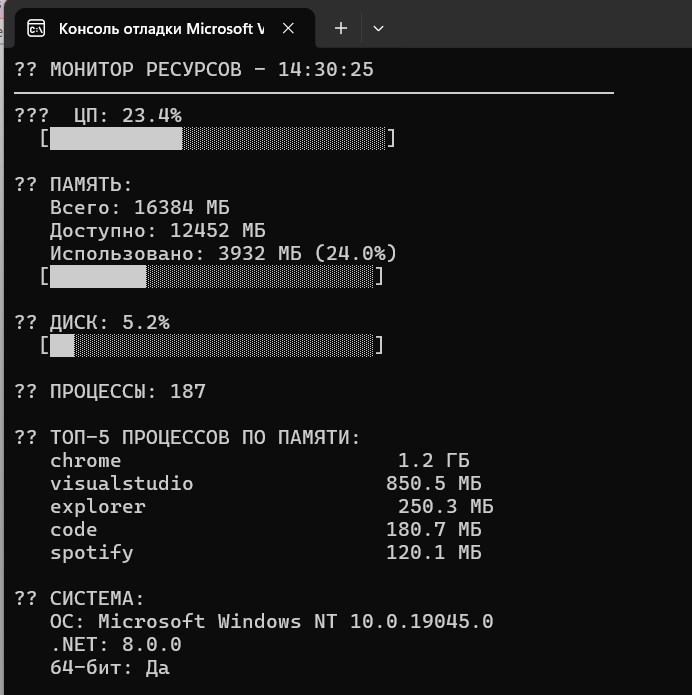 Консоль отладки Microsoft V
?? МОНИТОР РЕСУРСОВ - 14:30:25
??? ЦП: 23.4%
[ ]
?? ПАМЯТЬ:
Всего: 16384 МБ
Доступно: 12452 МБ
Использовано: 3932 МБ (24.0%)
[ ]
?? ДИСК: 5.2%
[ ]
?? ПРОЦЕССЫ: 187
?? ТОП-5 ПРОЦЕССОВ ПО ПАМЯТИ:
chrome 1.2 ГБ
visualstudio 850.5 МБ
explorer 250.3 МБ
code 180.7 МБ
spotify 120.1 МБ
?? СИСТЕМА:
ОС: Microsoft Windows NT 10.0.19045.0
.NET: 8.0.0
64-бит: Да